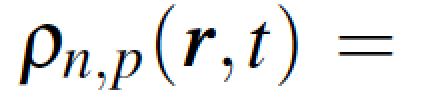 ρₙ,ₚ(r,t) =